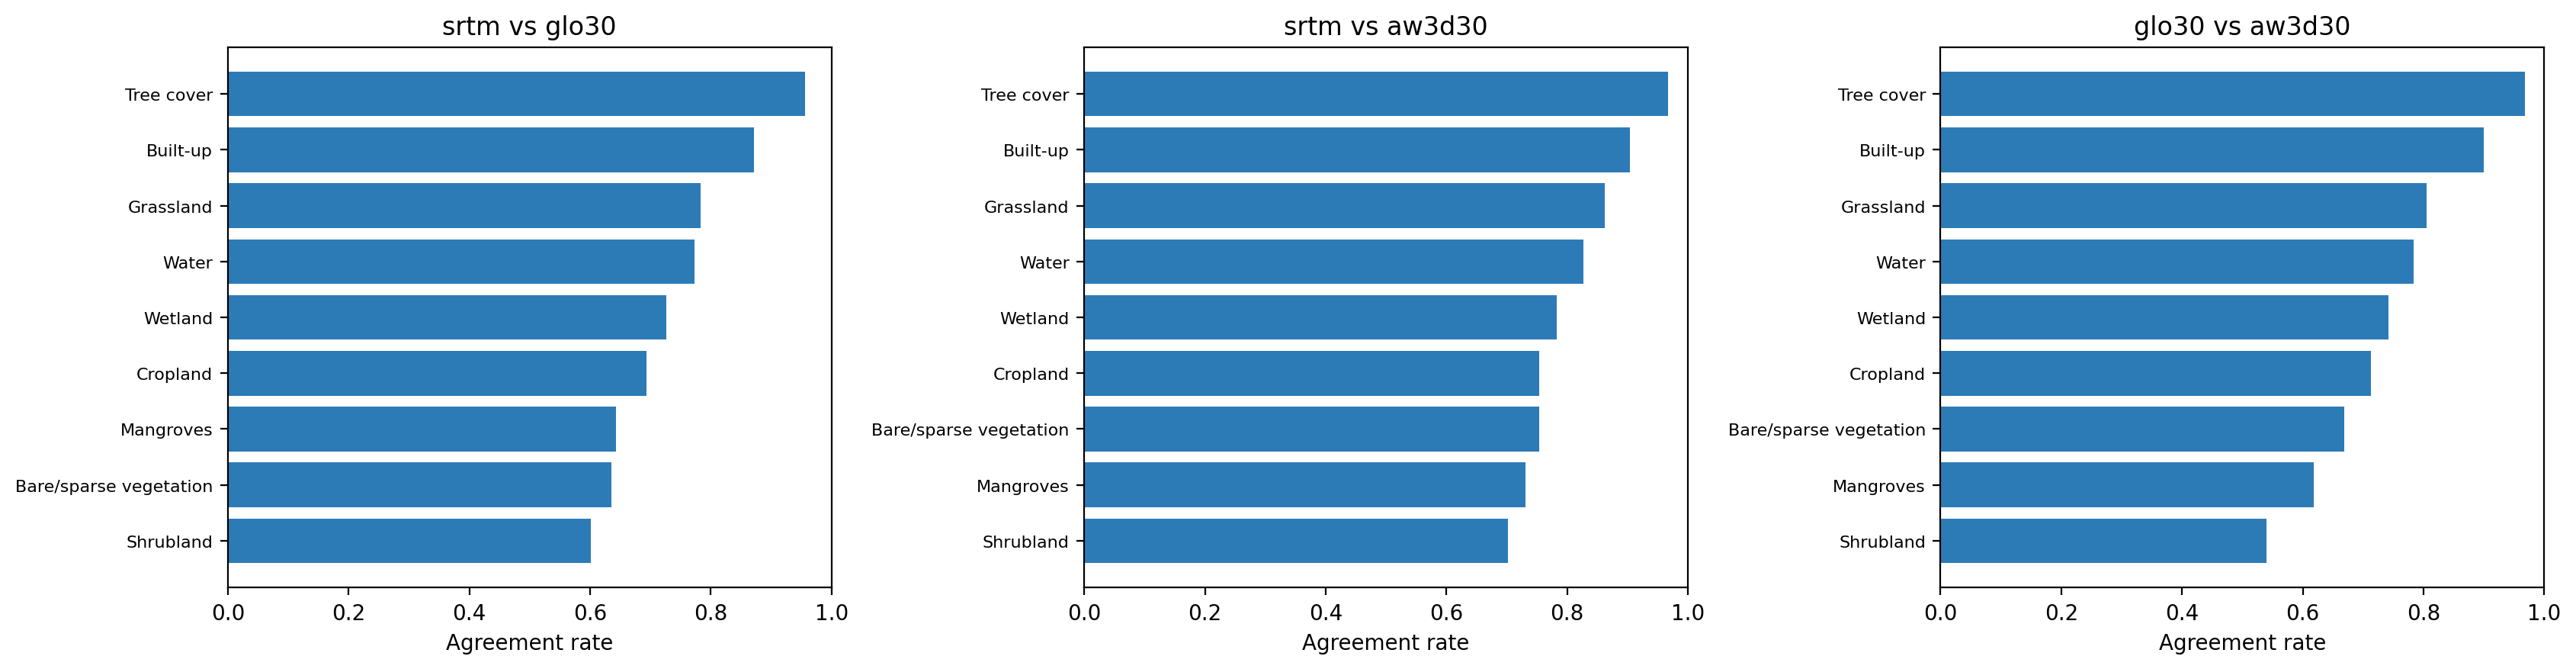 srtm vs glo30
Tree cover
Built-up
Grassland
Water
Wetland
Cropland
Mangroves
Bare/sparse vegetation
Shrubland
0.0 0.2 0.4 0.6 0.8 1.0
Agreement rate
srtm vs aw3d30
Tree cover
Built-up
Grassland
Water
Wetland
Cropland
Bare/sparse vegetation
Mangroves
Shrubland
0.0 0.2 0.4 0.6 0.8 1.0
Agreement rate
glo30 vs aw3d30
Tree cover
Built-up
Grassland
Water
Wetland
Cropland
Bare/sparse vegetation
Mangroves
Shrubland
0.0 0.2 0.4 0.6 0.8 1.0
Agreement rate